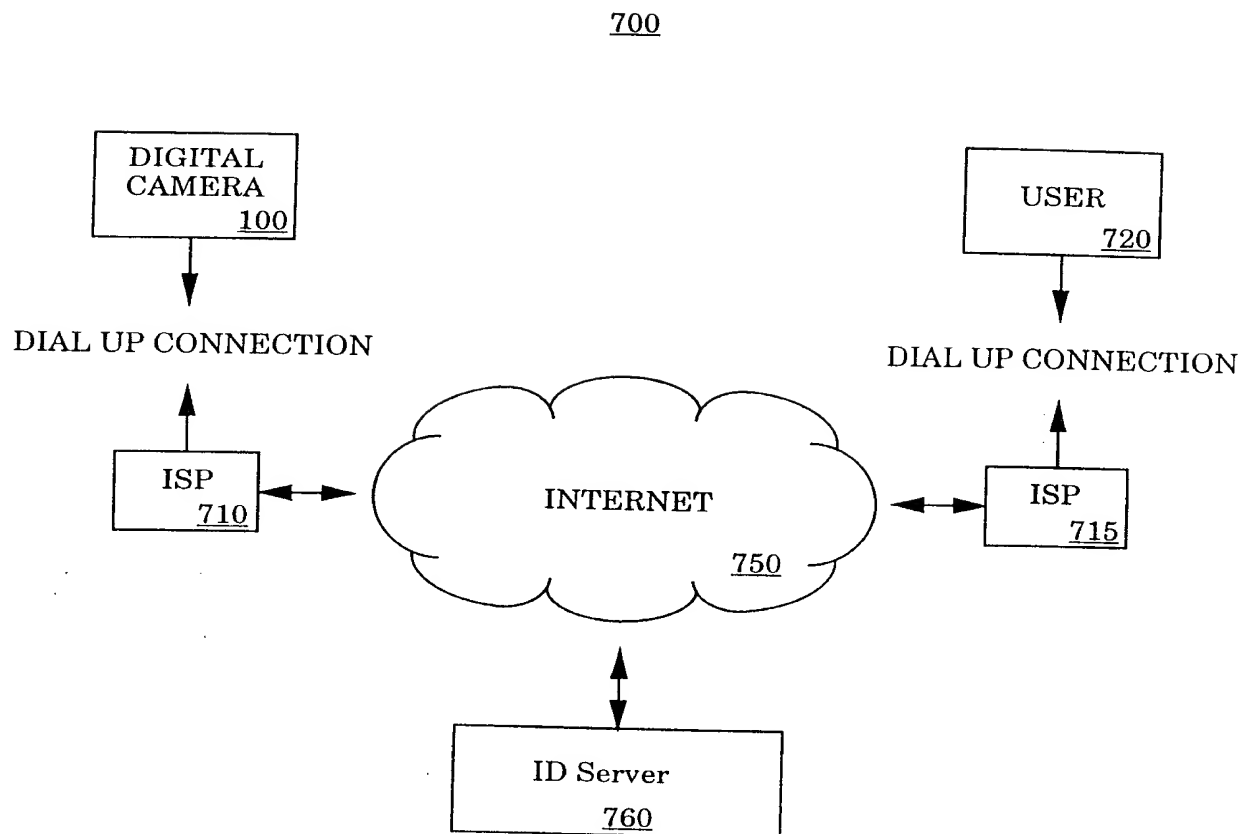 700
DIGITAL
CAMERA
100
USER
720
DIAL UP CONNECTION
DIAL UP CONNECTION
ISP
710
INTERNET
750
ISP
715
ID Server
760